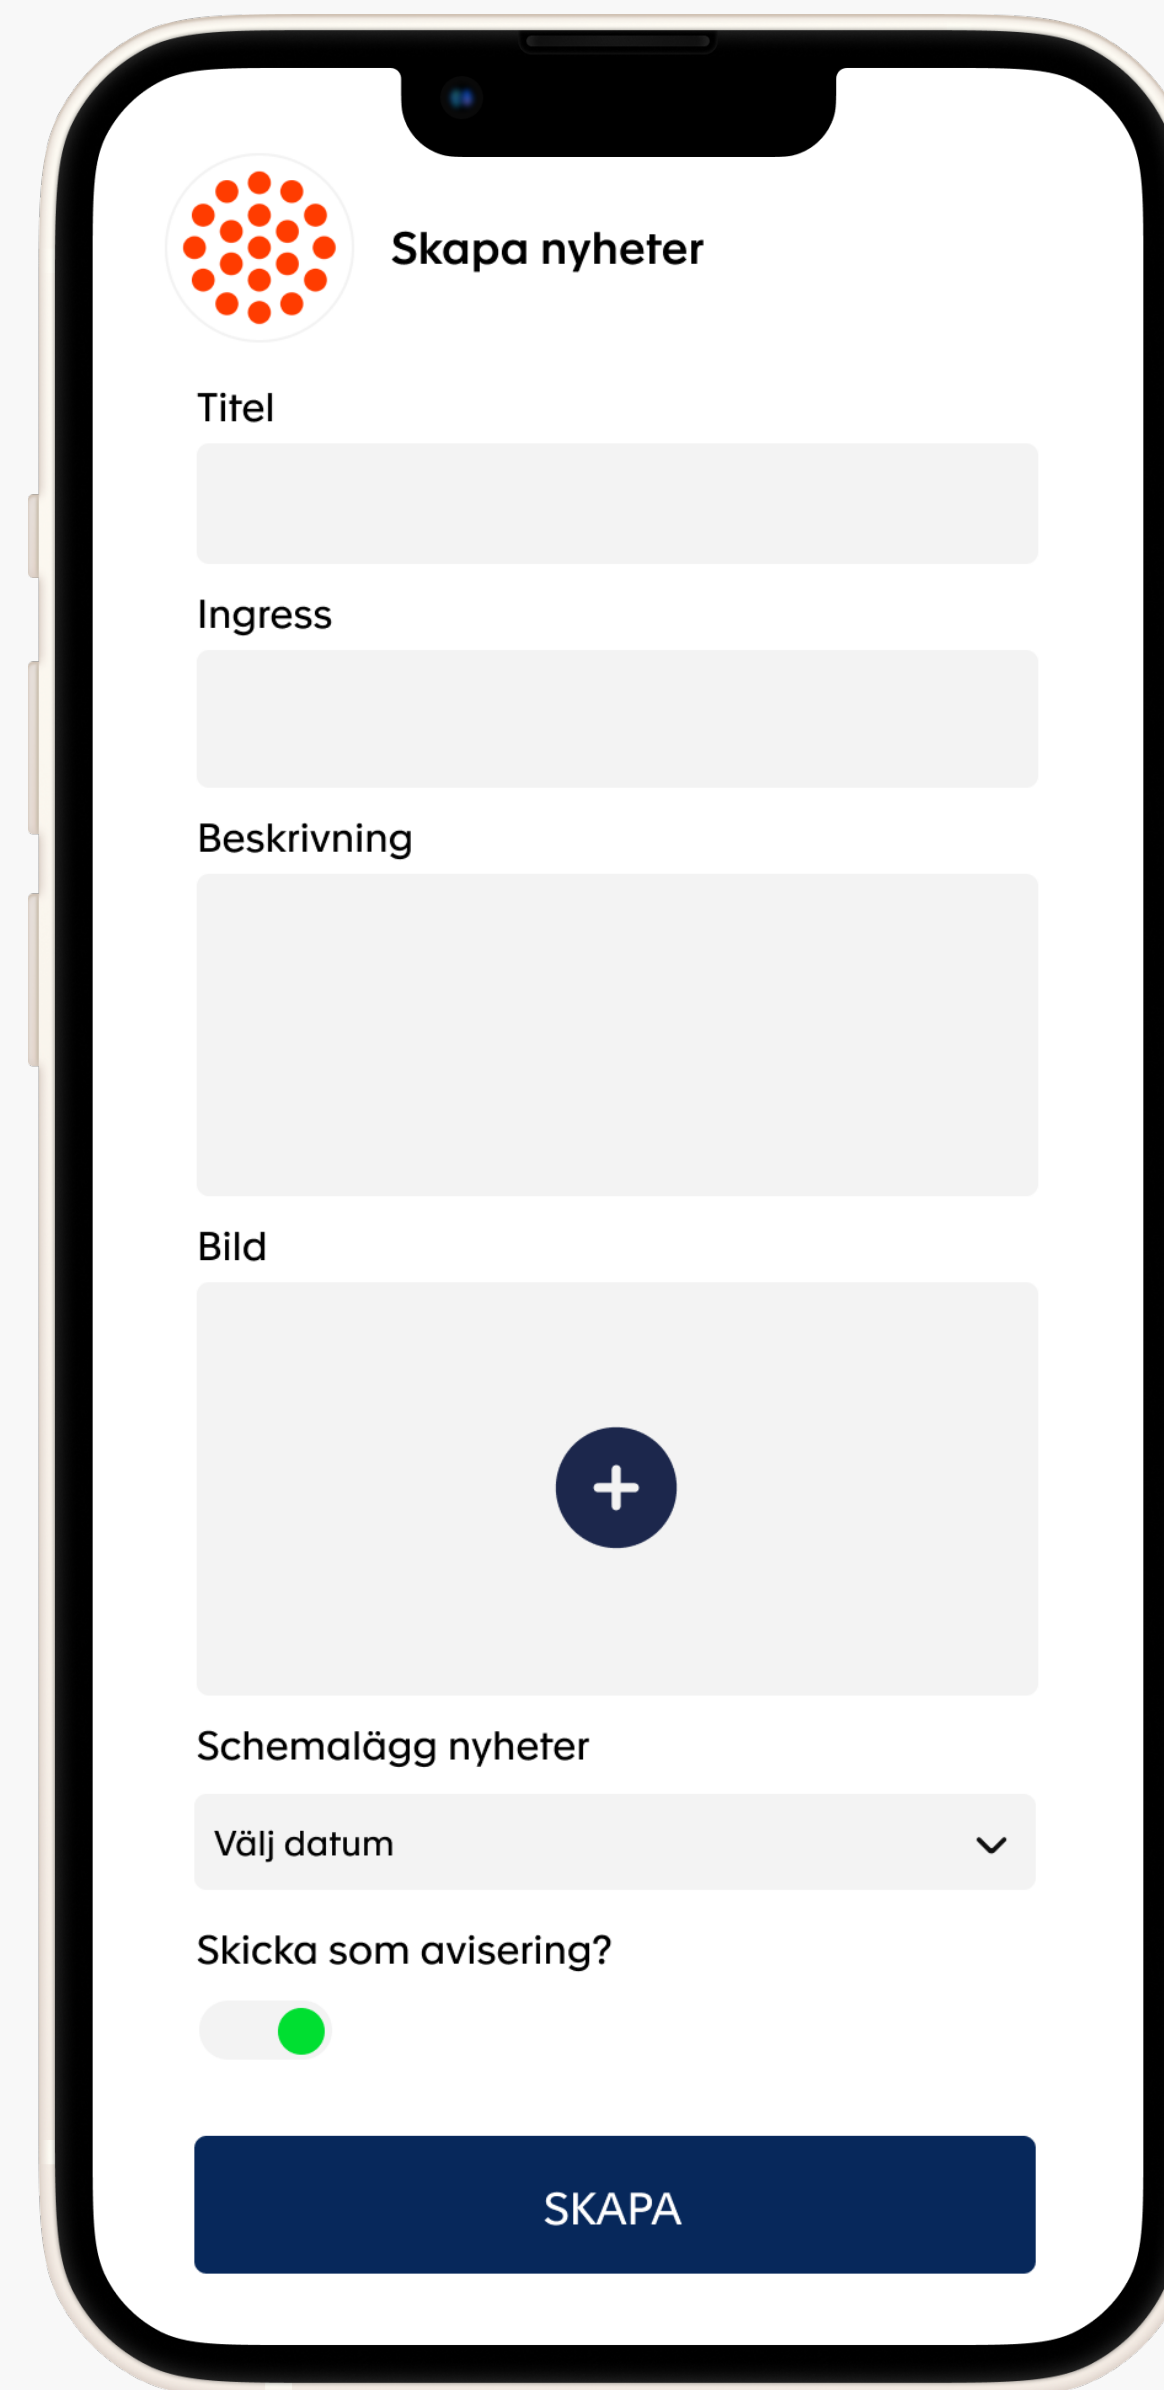 Skapa nyheter
Titel
Ingress
Beskrivning
Bild
Schemalägg nyheter
Välj datum
Skicka som avisering?
SKAPA